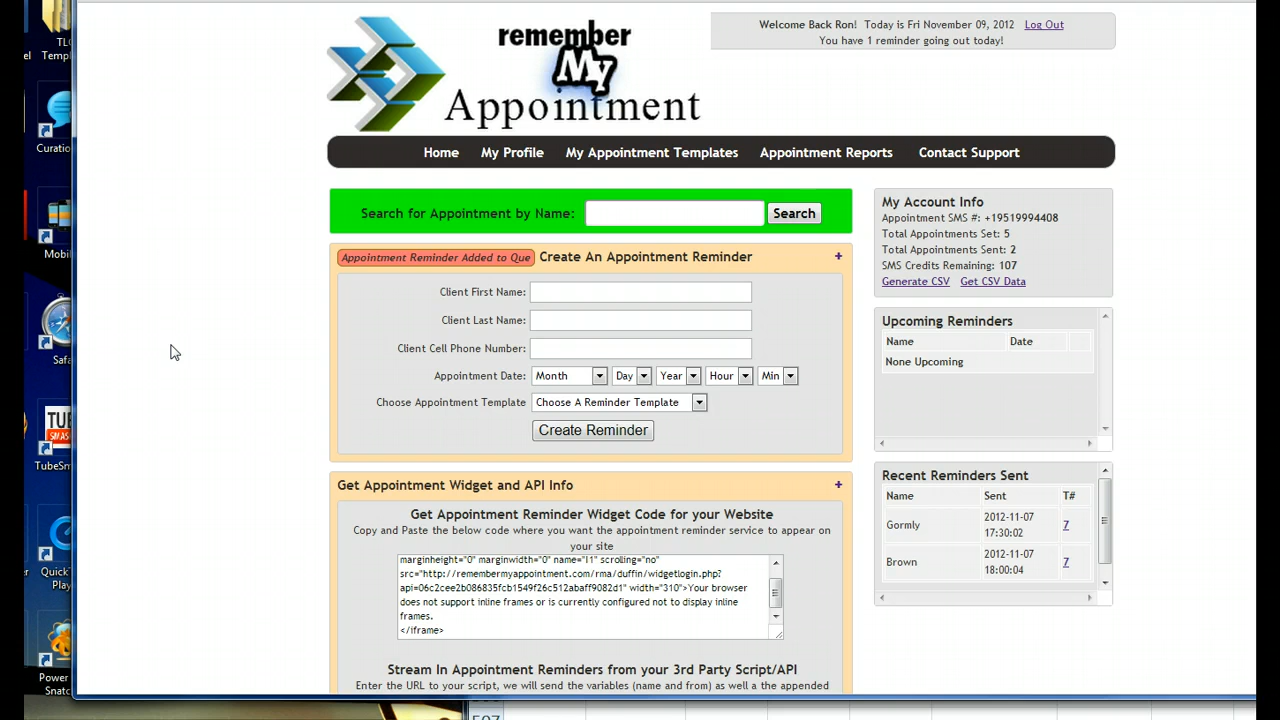 TLC
Templ
Curatio
Mobil
Safa
TUBE
SMAS
TubeSm
QuickT
Play
Power
Snatc
remember
My
Appointment
Welcome Back Ron! Today is Fri November 09, 2012 Log Out
You have 1 reminder going out today!
Home My Profile My Appointment Templates Appointment Reports Contact Support
Search for Appointment by Name: Search
Appointment Reminder Added to Que Create An Appointment Reminder +
Client First Name:
Client Last Name:
Client Cell Phone Number:
Appointment Date: Month Day Year Hour Min
Choose Appointment Template Choose A Reminder Template
Create Reminder
Get Appointment Widget and API Info +
Get Appointment Reminder Widget Code for your Website
Copy and Paste the below code where you want the appointment reminder service to appear on
your site
marginheight="0" marginwidth="0" name="I1" scrolling="no"
src="http://remembermyappointment.com/rma/duffin/widgetlogin.php?
api=06c2cee2b086835fcb1549f26c512abaff9082d1" width="310">Your browser
does not support inline frames or is currently configured not to display inline
frames.
</iframe>
Stream In Appointment Reminders from your 3rd Party Script/API
Enter the URL to your script, we will send the variables (name and from) as well a the appended
My Account Info
Appointment SMS #: +19519994408
Total Appointments Set: 5
Total Appointments Sent: 2
SMS Credits Remaining: 107
Generate CSV Get CSV Data
Upcoming Reminders
Name Date
None Upcoming
Recent Reminders Sent
Name Sent T#
Gormly 2012-11-07 7
17:30:02
Brown 2012-11-07 7
18:00:04
507